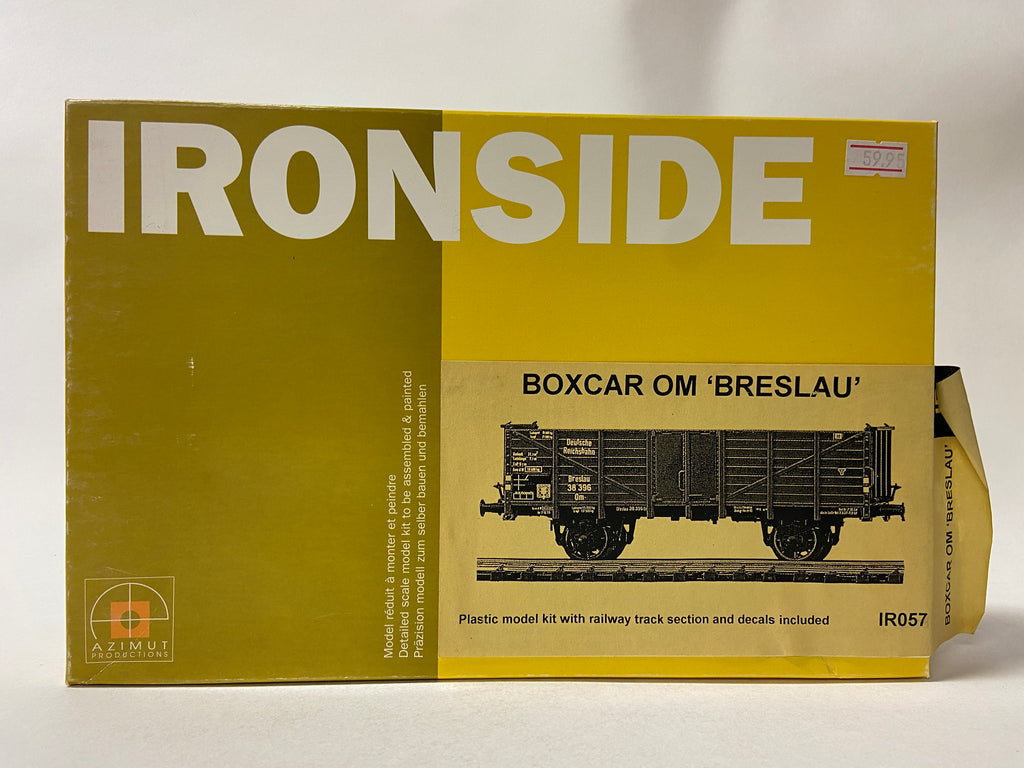 IRONSIDE
59.95
BOXCAR OM 'BRESLAU'
Deutsche
Reichsbahn
Breslau
38 396
Om
Plastic model kit with railway track section and decals included
IR057
Model réduit à monter et peindre
Detailed scale model kit to be assembled & painted
Präzision modell zum selber bauen und bemahlen
AZIMUT
PRODUCTIONS
BOXCAR OM 'BRESLAU'